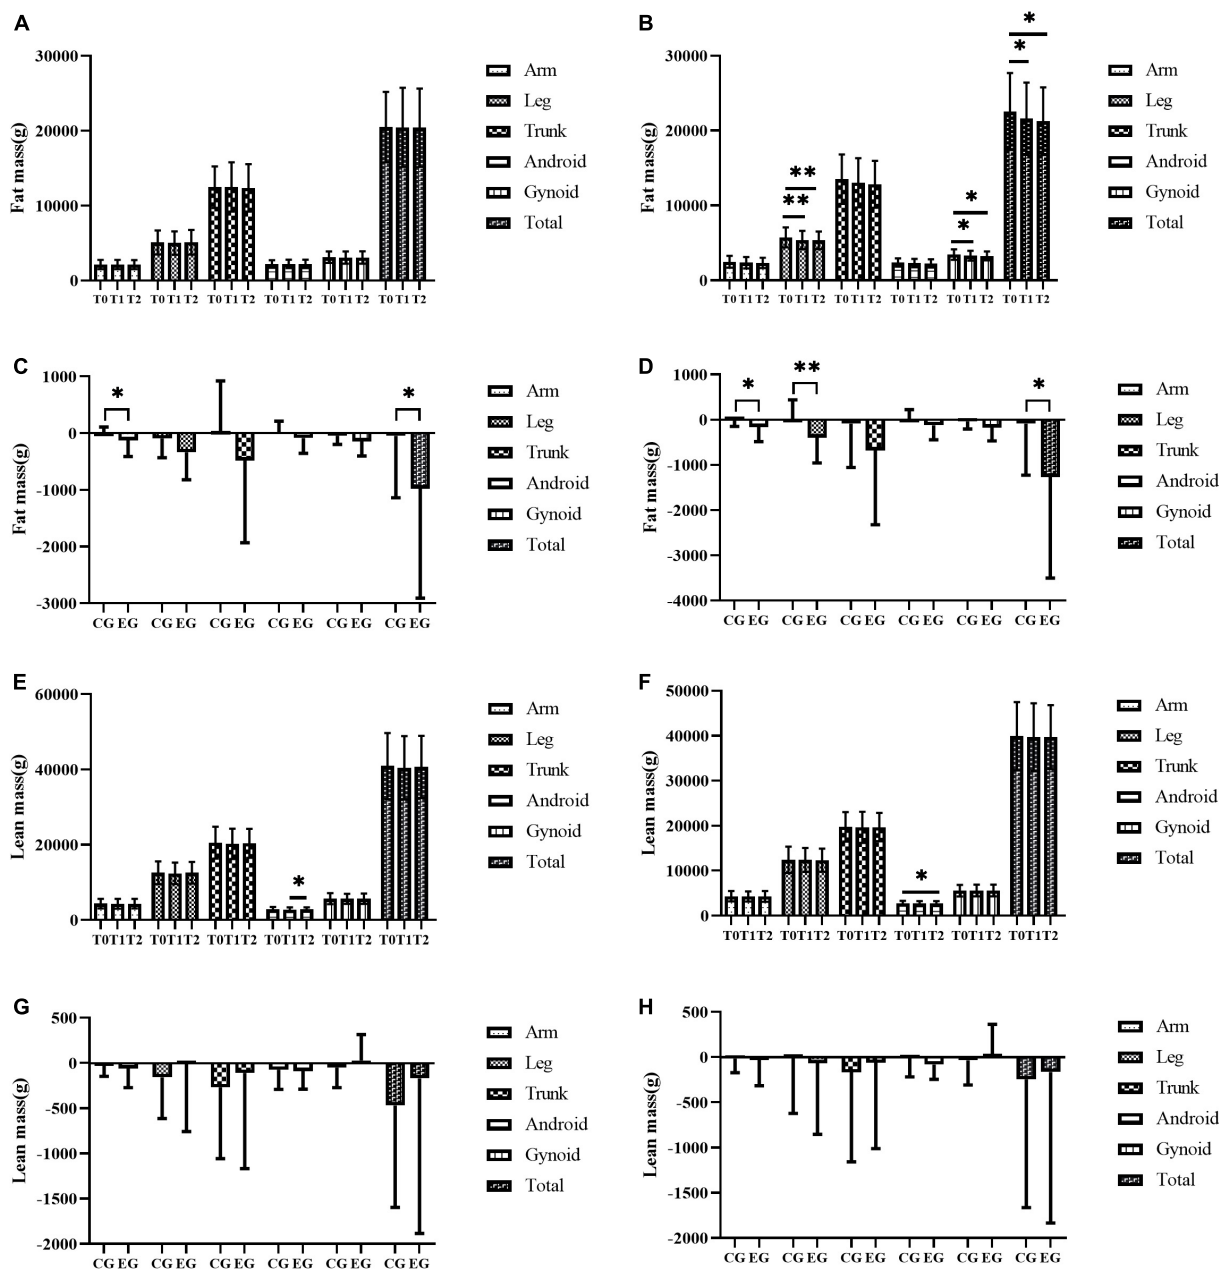 A
Fat mass(g)
30000
20000
10000
0
T0 T1 T2 T0 T1 T2 T0 T1 T2 T0 T1 T2 T0 T1 T2 T0 T1 T2
Arm
Leg
Trunk
Android
Gynoid
Total
B
Fat mass(g)
30000
20000
10000
0
**
**
*
*
*
*
T0 T1 T2 T0 T1 T2 T0 T1 T2 T0 T1 T2 T0 T1 T2 T0 T1 T2
Arm
Leg
Trunk
Android
Gynoid
Total
C
Fat mass(g)
1000
0
-1000
-2000
-3000
*
*
CG EG CG EG CG EG CG EG CG EG CG EG
Arm
Leg
Trunk
Android
Gynoid
Total
D
Fat mass(g)
1000
0
-1000
-2000
-3000
-4000
*
**
*
CG EG CG EG CG EG CG EG CG EG CG EG
Arm
Leg
Trunk
Android
Gynoid
Total
E
Lean mass(g)
60000
40000
20000
0
*
T0T1T2 T0T1T2 T0T1T2 T0T1T2 T0T1T2 T0T1T2
Arm
Leg
Trunk
Android
Gynoid
Total
F
Lean mass(g)
50000
40000
30000
20000
10000
0
*
T0T1T2 T0T1T2 T0T1T2 T0T1T2 T0T1T2 T0T1T2
Arm
Leg
Trunk
Android
Gynoid
Total
G
Lean mass(g)
500
0
-500
-1000
-1500
-2000
CG EG CG EG CG EG CG EG CG EG CG EG
Arm
Leg
Trunk
Android
Gynoid
Total
H
Lean mass(g)
500
0
-500
-1000
-1500
-2000
CG EG CG EG CG EG CG EG CG EG CG EG
Arm
Leg
Trunk
Android
Gynoid
Total